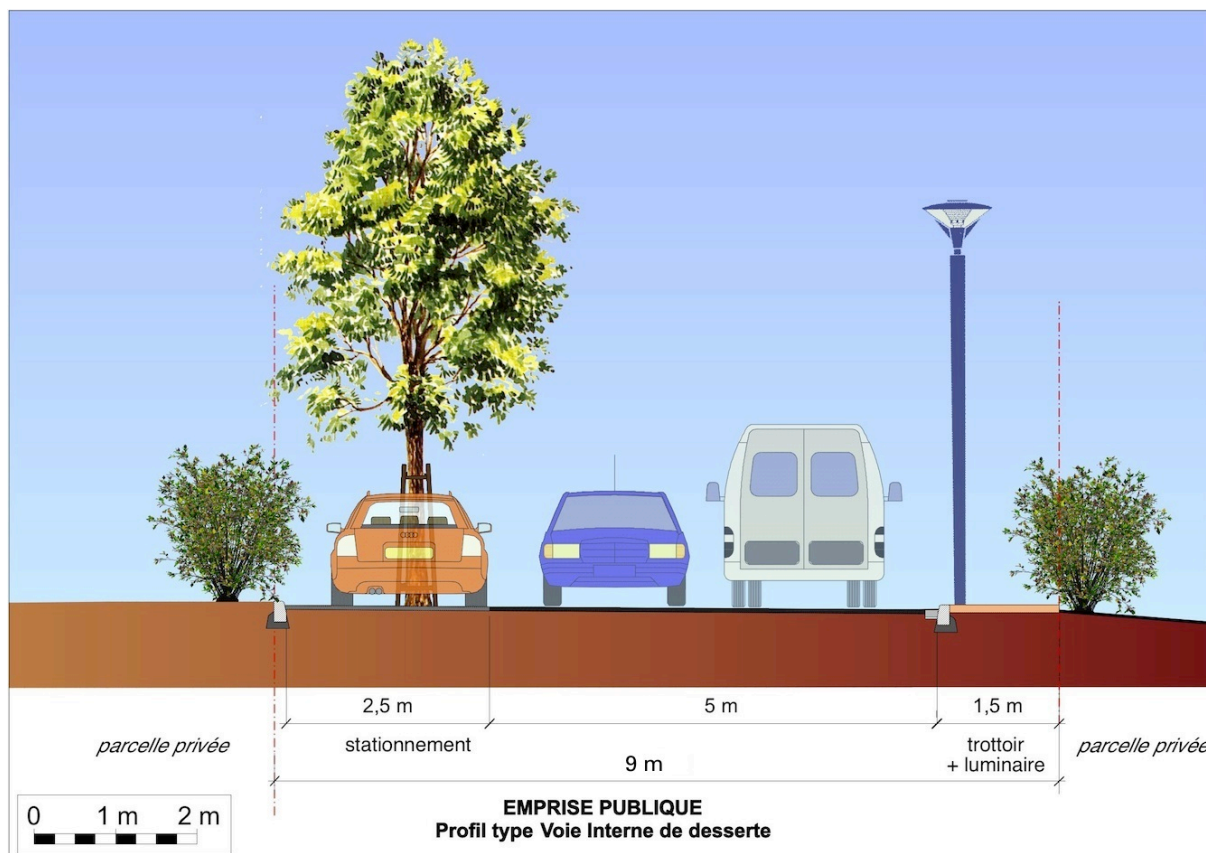 2,5 m
5 m
1,5 m
parcelle privée
stationnement
trottoir
+ luminaire
parcelle privée
9 m
0 1 m 2 m
EMPRISE PUBLIQUE
Profil type Voie Interne de desserte